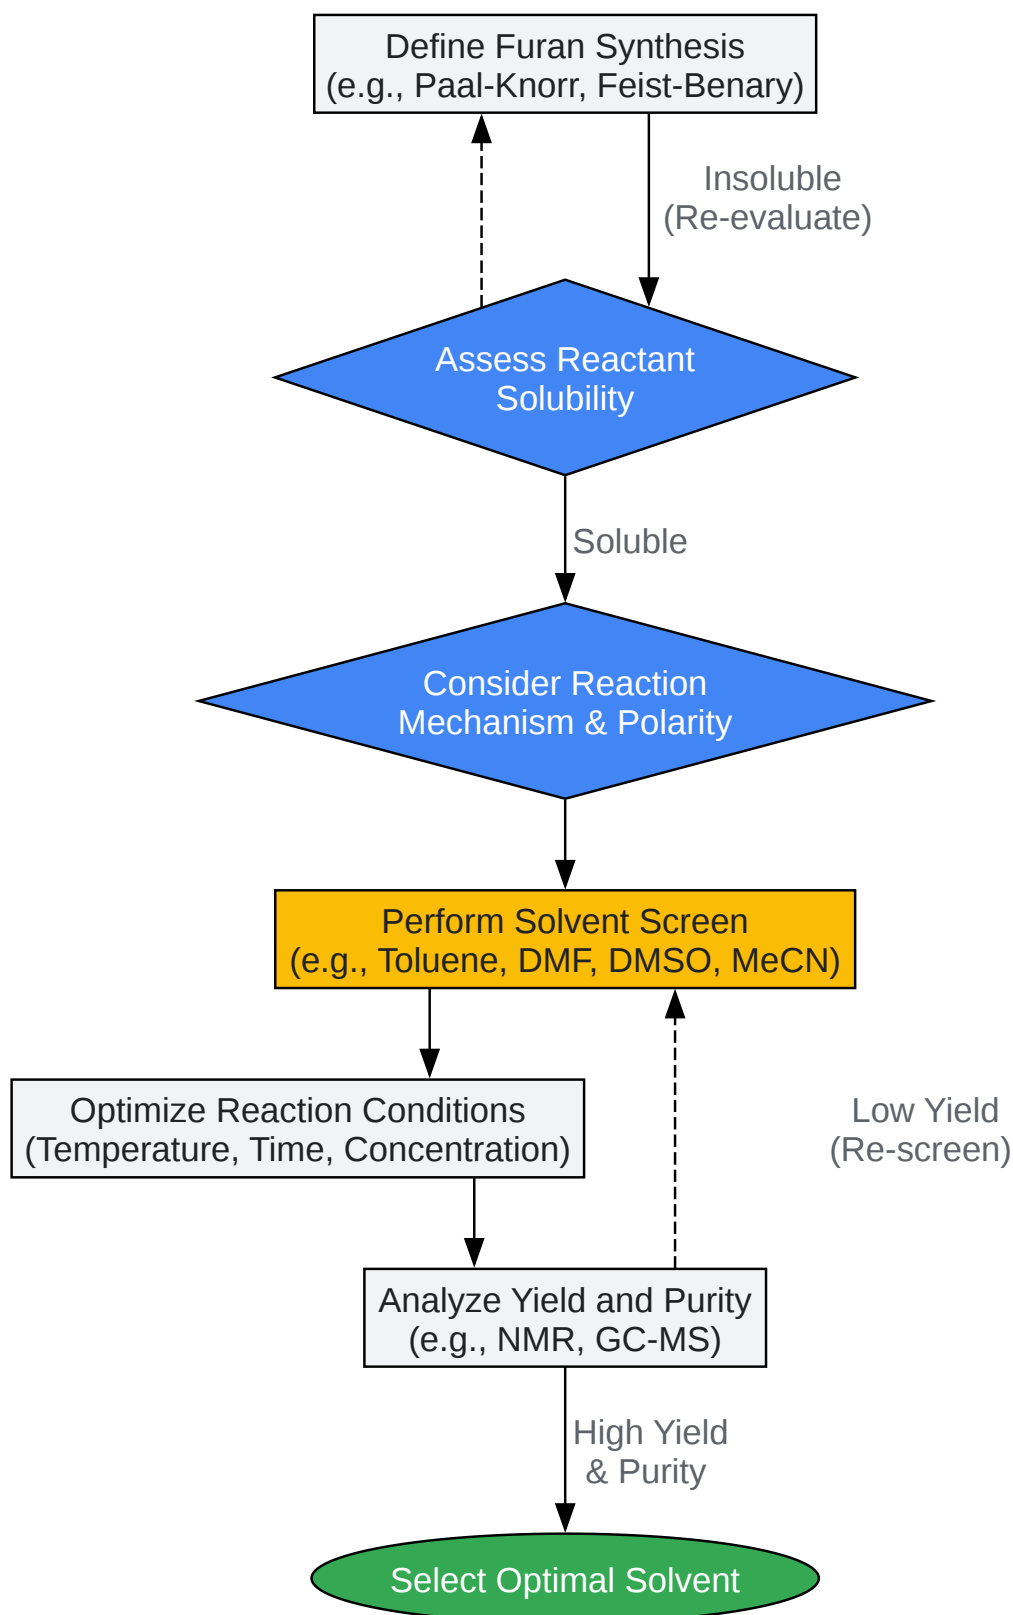 Define Furan Synthesis
(e.g., Paal-Knorr, Feist-Benary)
Insoluble
(Re-evaluate)
Assess Reactant
Solubility
Soluble
Consider Reaction
Mechanism & Polarity
Perform Solvent Screen
(e.g., Toluene, DMF, DMSO, MeCN)
Optimize Reaction Conditions
(Temperature, Time, Concentration)
Low Yield
(Re-screen)
Analyze Yield and Purity
(e.g., NMR, GC-MS)
High Yield
& Purity
Select Optimal Solvent